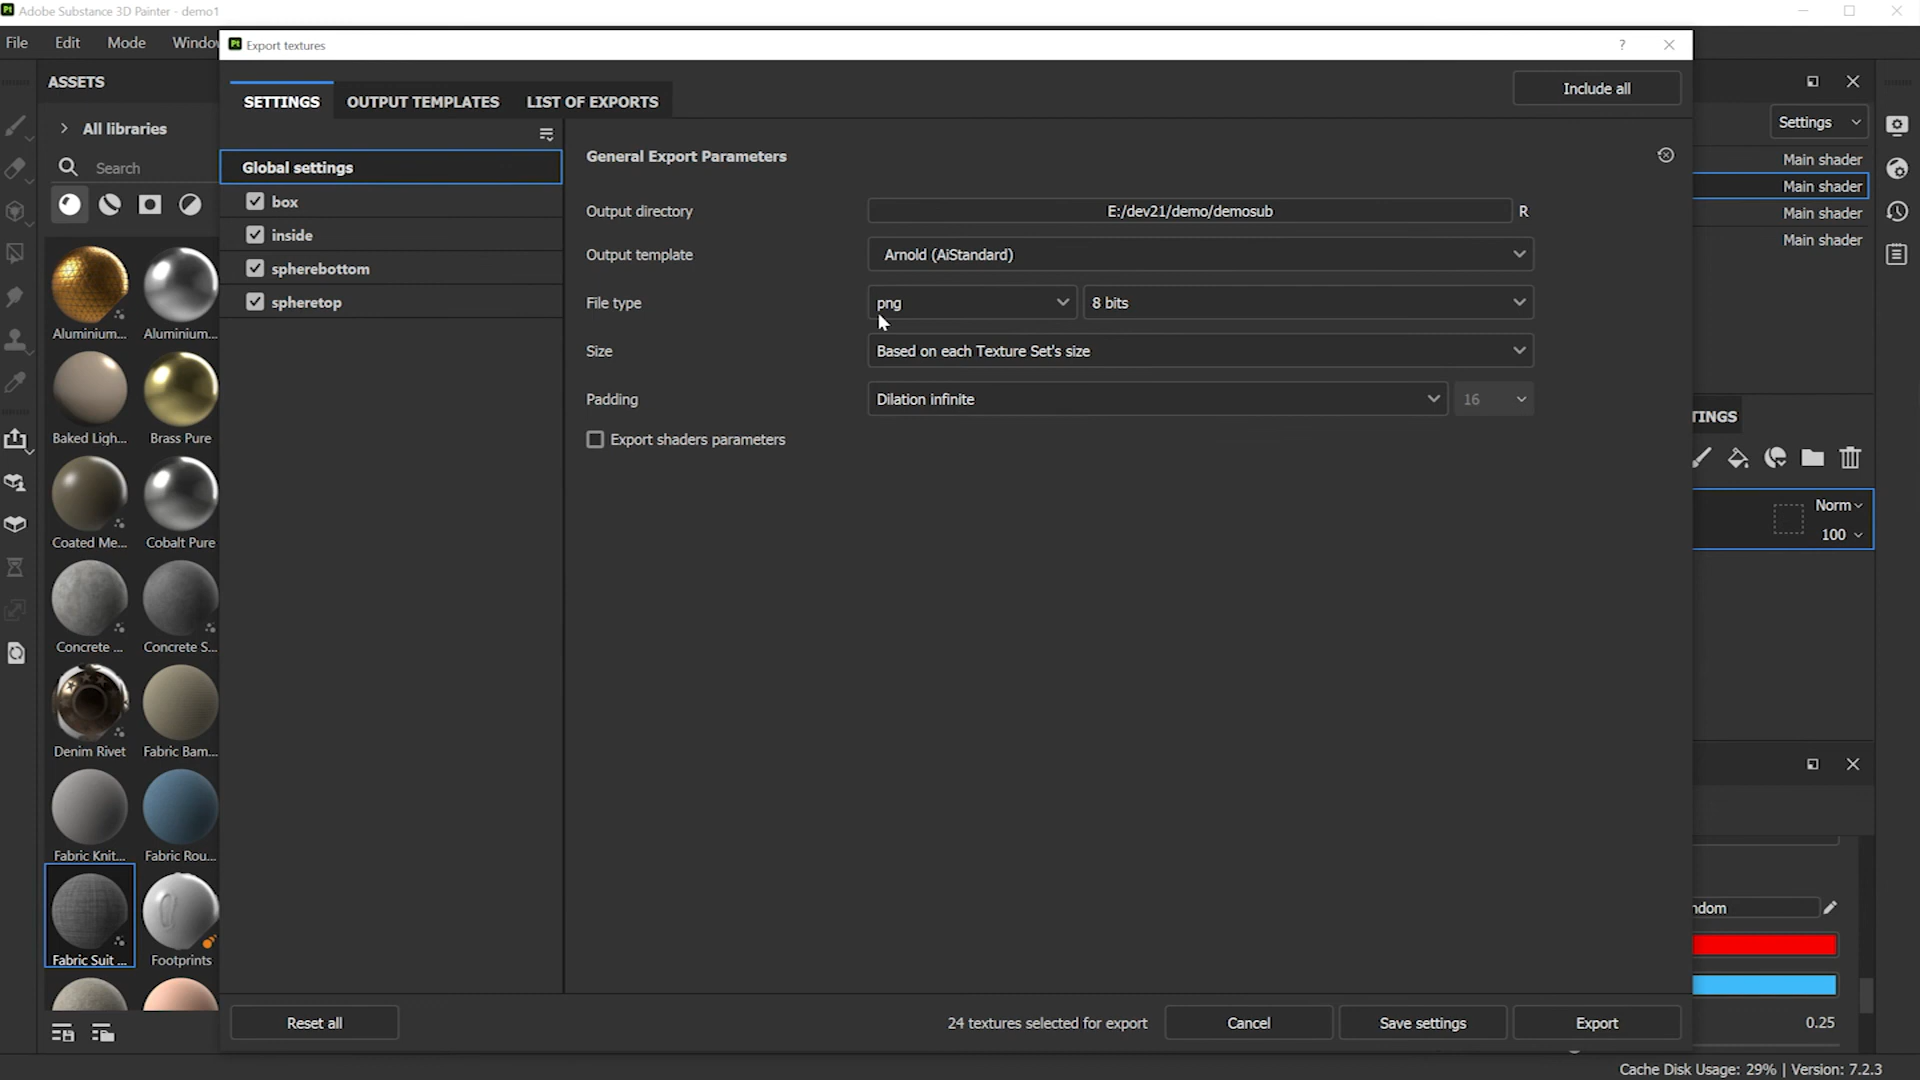 Adobe Substance 3D Painter - demo1
File Edit Mode
Export textures ?
ASSETS
SETTINGS OUTPUT TEMPLATES LIST OF EXPORTS Include all
All libraries
Search
Global settings
box
inside
spherebottom
spheretop
General Export Parameters
Output directory E:/dev21/demo/demosub R
Output template Arnold (AiStandard)
File type png 8 bits
Size Based on each Texture Set's size
Padding Dilation infinite 16
Export shaders parameters
Settings
Main shader
Main shader
Main shader
Main shader
TINGS
Norm
100
Aluminium... Aluminium...
Baked Ligh... Brass Pure
Coated Me... Cobalt Pure
Concrete ... Concrete S...
Denim Rivet Fabric Bam...
Fabric Knit... Fabric Rou...
Fabric Suit ... Footprints
ndom
0.25
Reset all 24 textures selected for export Cancel Save settings Export
Cache Disk Usage: 29% | Version: 7.2.3